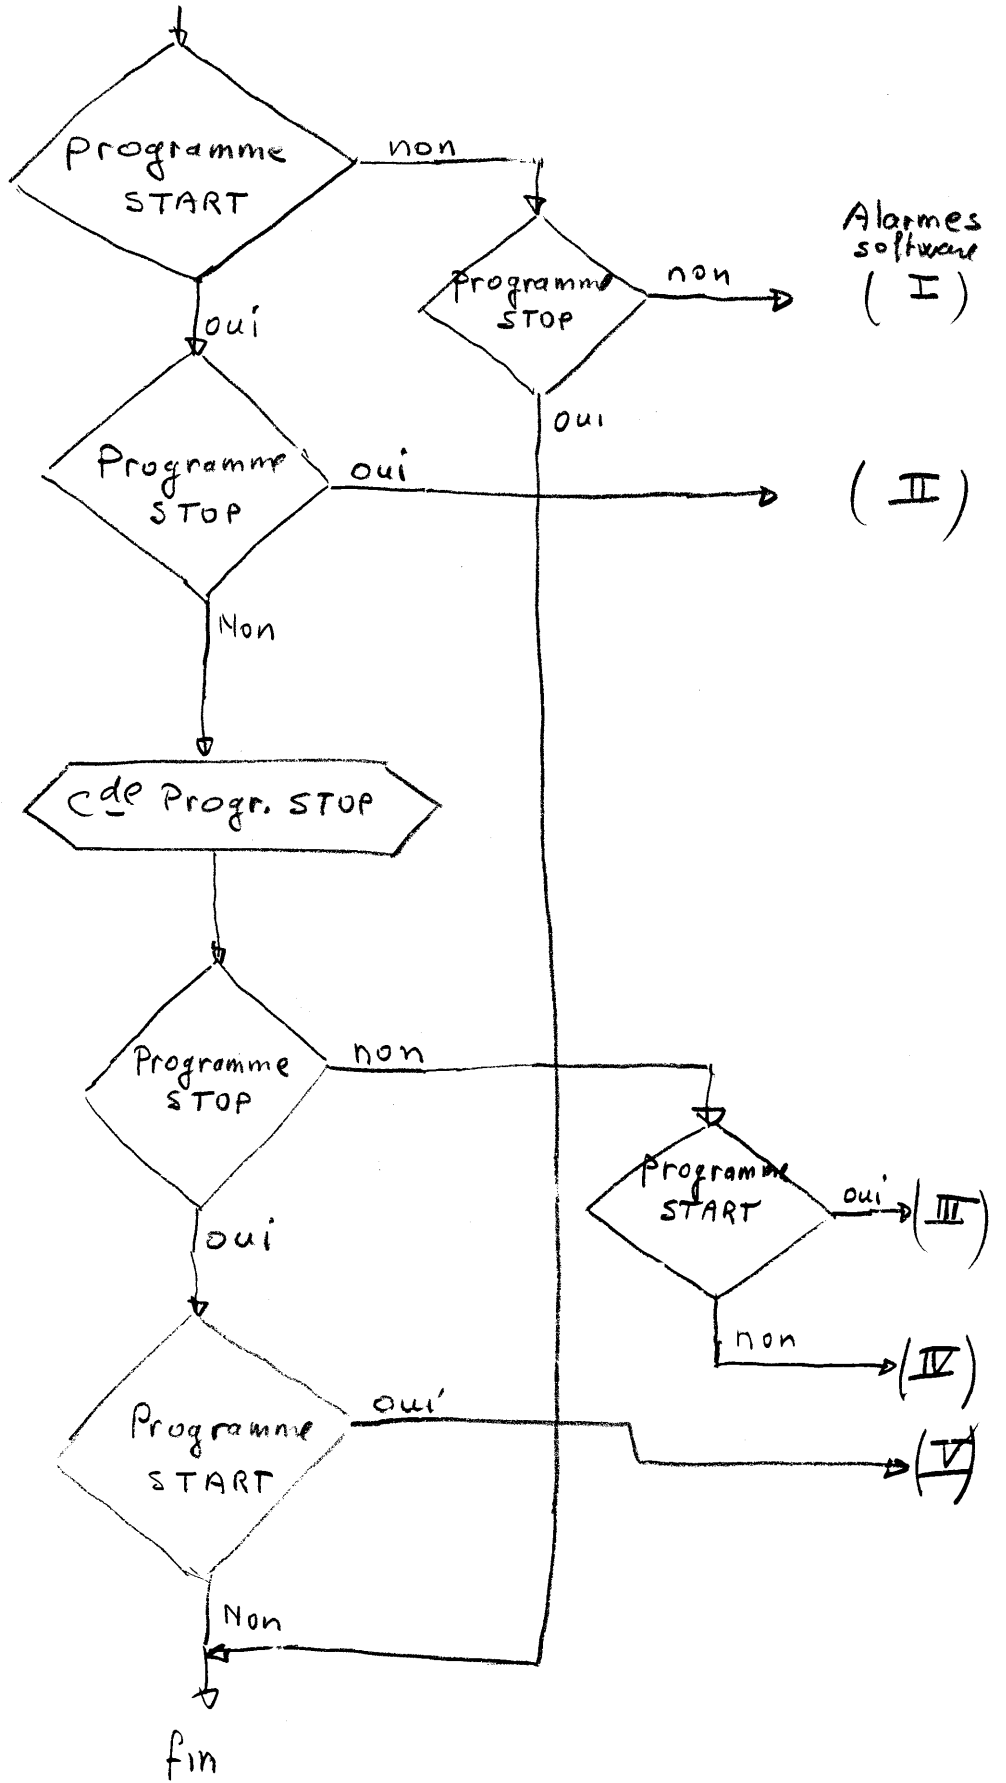 Programme
START
non
Programme
STOP
non
Alarmes
software
( I )
oui
oui
Programme
STOP
oui
( II )
Non
Cde Progr. STOP
Programme
STOP
non
Programme
START
oui
(III)
oui
non
(IV)
Programme
START
oui
(V)
Non
fin